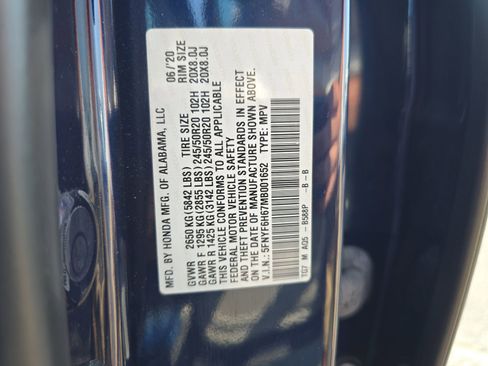 MFD. BY HONDA MFG. OF ALABAMA, LLC 06/'20
TIRE SIZE RIM SIZE
GVWR 2650 KG(5842 LBS)
GAWR F 1295 KG(2855 LBS)245/50R20 102H 20X8.0J
GAWR R 1425 KG(3142 LBS)245/50R20 102H 20X8.0J
THIS VEHICLE CONFORMS TO ALL APPLICABLE
FEDERAL MOTOR VEHICLE SAFETY
AND THEFT PREVENTION STANDARDS IN EFFECT
ON THE DATE OF MANUFACTURE SHOWN ABOVE.
V.I.N.: 5FNYF6H67MB001652 TYPE: MPV
TG7 M AQ5 - B588P -B -B